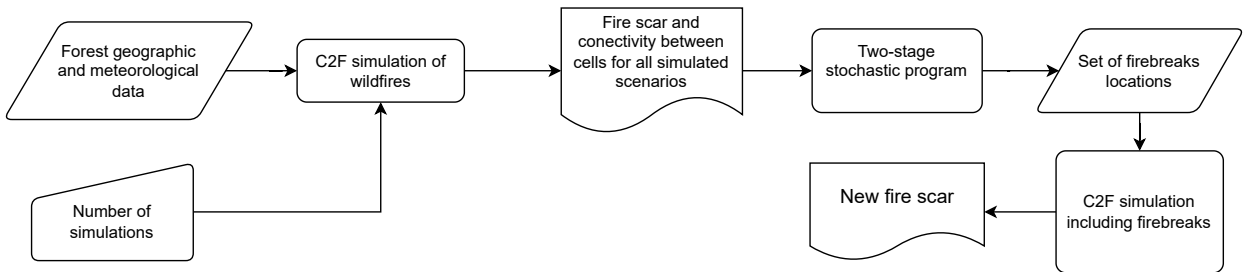 Forest geographic
and meteorological
data
C2F simulation of
wildfires
Fire scar and
conectivity between
cells for all simulated
scenarios
Two-stage
stochastic program
Set of firebreaks
locations
Number of
simulations
New fire scar
C2F simulation
including firebreaks